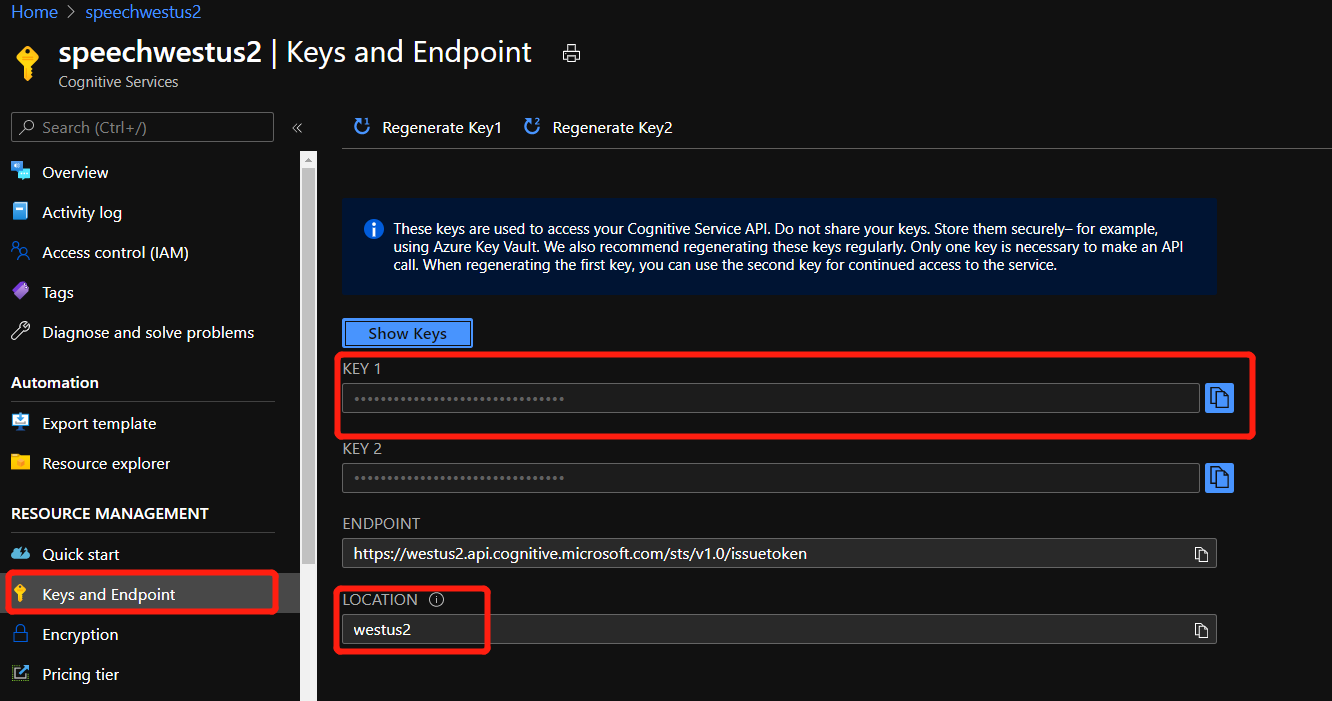 Home > speechwestus2
speechwestus2 | Keys and Endpoint
Cognitive Services
Search (Ctrl+/)
«
Overview
Activity log
Access control (IAM)
Tags
Diagnose and solve problems
Automation
Export template
Resource explorer
RESOURCE MANAGEMENT
Quick start
Keys and Endpoint
Encryption
Pricing tier
1 Regenerate Key1
2 Regenerate Key2
These keys are used to access your Cognitive Service API. Do not share your keys. Store them securely– for example,
using Azure Key Vault. We also recommend regenerating these keys regularly. Only one key is necessary to make an API
call. When regenerating the first key, you can use the second key for continued access to the service.
Show Keys
KEY 1
••••••••••••••••••••••••••••••••
KEY 2
••••••••••••••••••••••••••••••••
ENDPOINT
https://westus2.api.cognitive.microsoft.com/sts/v1.0/issuetoken
LOCATION
westus2